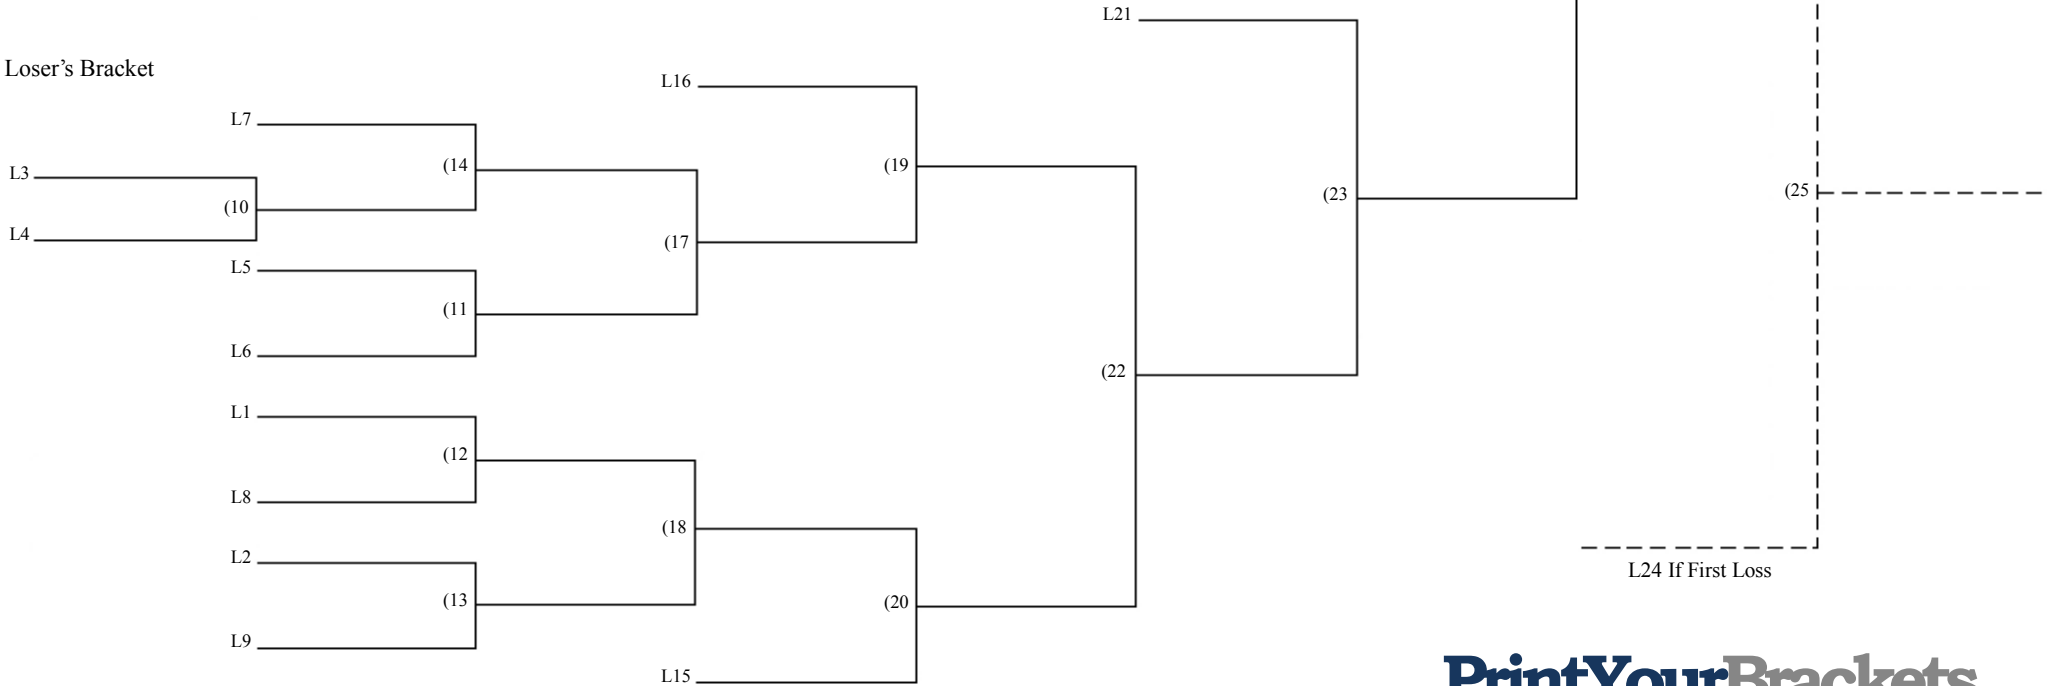 L21
Loser’s Bracket
L16
L7
(14
(19
L3
(10
L4
(23
(25
(17
L5
(11
L6
(22
L1
(12
L8
(18
L2
(13
(20
L9
L24 If First Loss
L15
PrintYourBrackets